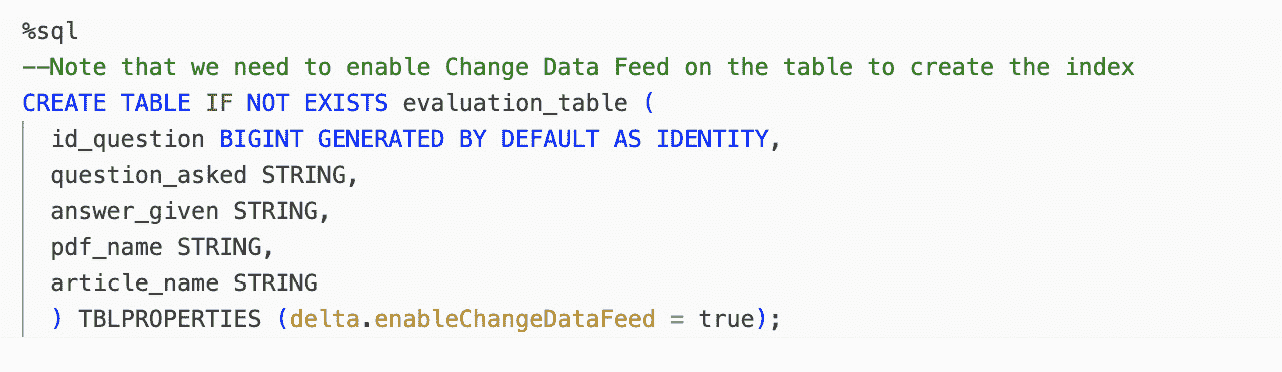 %sql
--Note that we need to enable Change Data Feed on the table to create the index
CREATE TABLE IF NOT EXISTS evaluation_table (
  id_question BIGINT GENERATED BY DEFAULT AS IDENTITY,
  question_asked STRING,
  answer_given STRING,
  pdf_name STRING,
  article_name STRING
  ) TBLPROPERTIES (delta.enableChangeDataFeed = true);